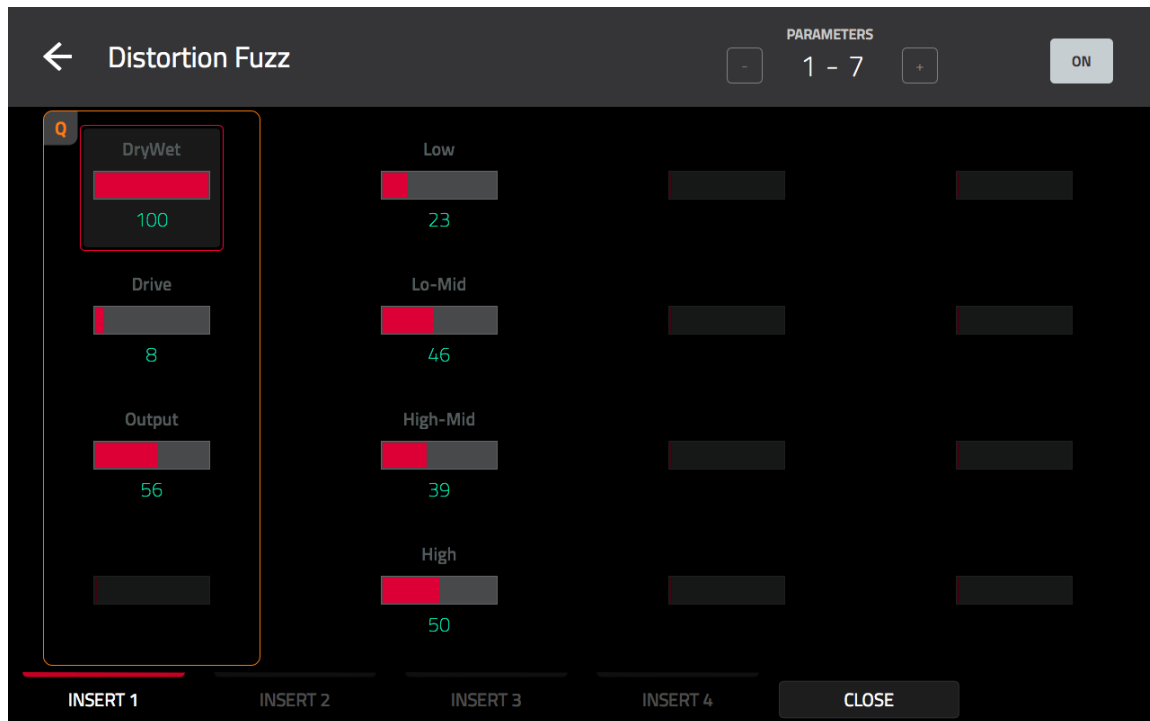 Distortion Fuzz
PARAMETERS
- 1 - 7 +
ON
Q
DryWet
100
Low
23
Drive
8
Lo-Mid
46
Output
56
High-Mid
39
High
50
INSERT 1
INSERT 2
INSERT 3
INSERT 4
CLOSE